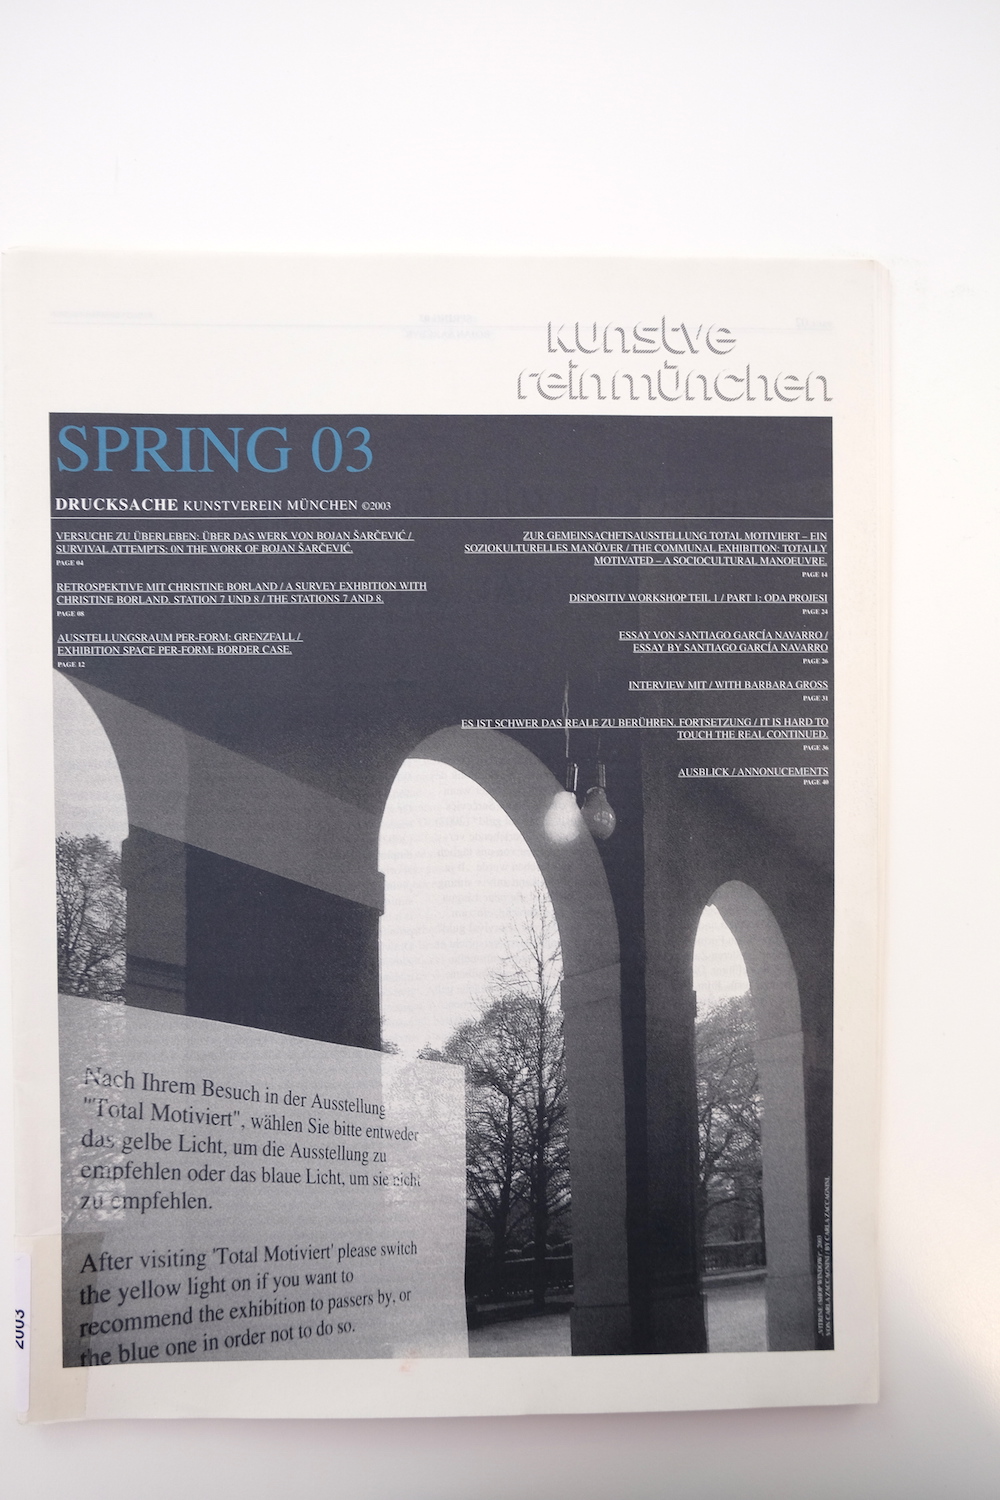 kunstve
reinmünchen
SPRING 03
DRUCKSACHE KUNSTVEREIN MÜNCHEN ©2003
VERSUCHE ZU ÜBERLEBEN: ÜBER DAS WERK VON BOJAN ŠARČEVIĆ /
SURVIVAL ATTEMPTS: 0N THE WORK OF BOJAN ŠARČEVIĆ.
PAGE 04
RETROSPEKTIVE MIT CHRISTINE BORLAND / A SURVEY EXHBITION WITH
CHRISTINE BORLAND. STATION 7 UND 8 / THE STATIONS 7 AND 8.
PAGE 08
AUSSTELLUNGSRAUM PER-FORM: GRENZFALL /
EXHIBITION SPACE PER-FORM: BORDER CASE.
PAGE 12
ZUR GEMEINSACHFTSAUSSTELLUNG TOTAL MOTIVIERT – EIN
SOZIOKULTURELLES MANÖVER / THE COMMUNAL EXHIBITION: TOTALLY
MOTIVATED – A SOCIOCULTURAL MANOEUVRE.
PAGE 14
DISPOSITIV WORKSHOP TEIL 1 / PART 1: ODA PROJESI
PAGE 24
ESSAY VON SANTIAGO GARCÍA NAVARRO /
ESSAY BY SANTIAGO GARCÍA NAVARRO
PAGE 26
INTERVIEW MIT / WITH BARBARA GROSS
PAGE 31
ES IST SCHWER DAS REALE ZU BERÜHREN. FORTSETZUNG / IT IS HARD TO
TOUCH THE REAL CONTINUED.
PAGE 36
AUSBLICK / ANNONUCEMENTS
PAGE 40
Nach Ihrem Besuch in der Ausstellung
"Total Motiviert", wählen Sie bitte entweder
das gelbe Licht, um die Ausstellung zu
empfehlen oder das blaue Licht, um sie nicht
zu empfehlen.
After visiting 'Total Motiviert' please switch
the yellow light on if you want to
recommend the exhibition to passers by, or
the blue one in order not to do so.
2003